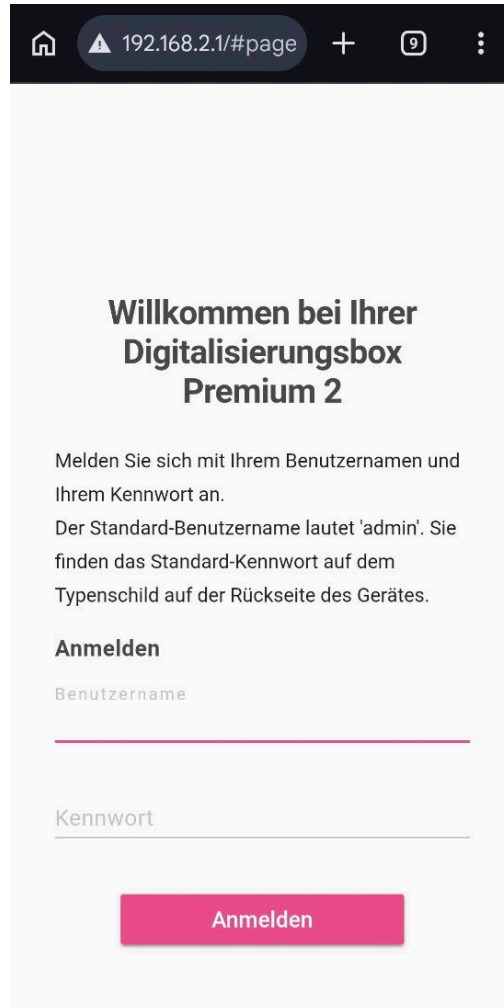 192.168.2.1/#page
9
Willkommen bei Ihrer
Digitalisierungsbox
Premium 2
Melden Sie sich mit Ihrem Benutzernamen und
Ihrem Kennwort an.
Der Standard-Benutzername lautet 'admin'. Sie
finden das Standard-Kennwort auf dem
Typenschild auf der Rückseite des Gerätes.
Anmelden
Benutzername
Kennwort
Anmelden